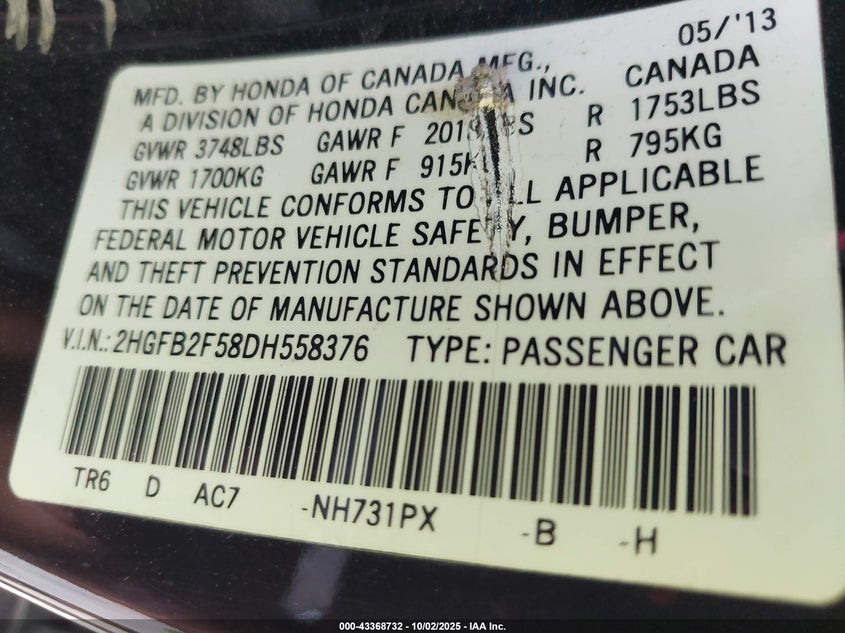 05/'13
MFD. BY HONDA OF CANADA MFG.,
A DIVISION OF HONDA INC. CANADA
GVWR 3748LBS GAWR F R 1753LBS
GVWR 1700KG GAWR F R 795KG
THIS VEHICLE CONFORMS TO APPLICABLE
FEDERAL MOTOR VEHICLE SAFETY, BUMPER,
AND THEFT PREVENTION STANDARDS IN EFFECT
ON THE DATE OF MANUFACTURE SHOWN ABOVE.
V.I.N.: 2HGFB2F58DH558376 TYPE: PASSENGER CAR
TR6 D AC7 -NH731PX -B -H
000-43368732 - 10/02/2025 - IAA Inc.